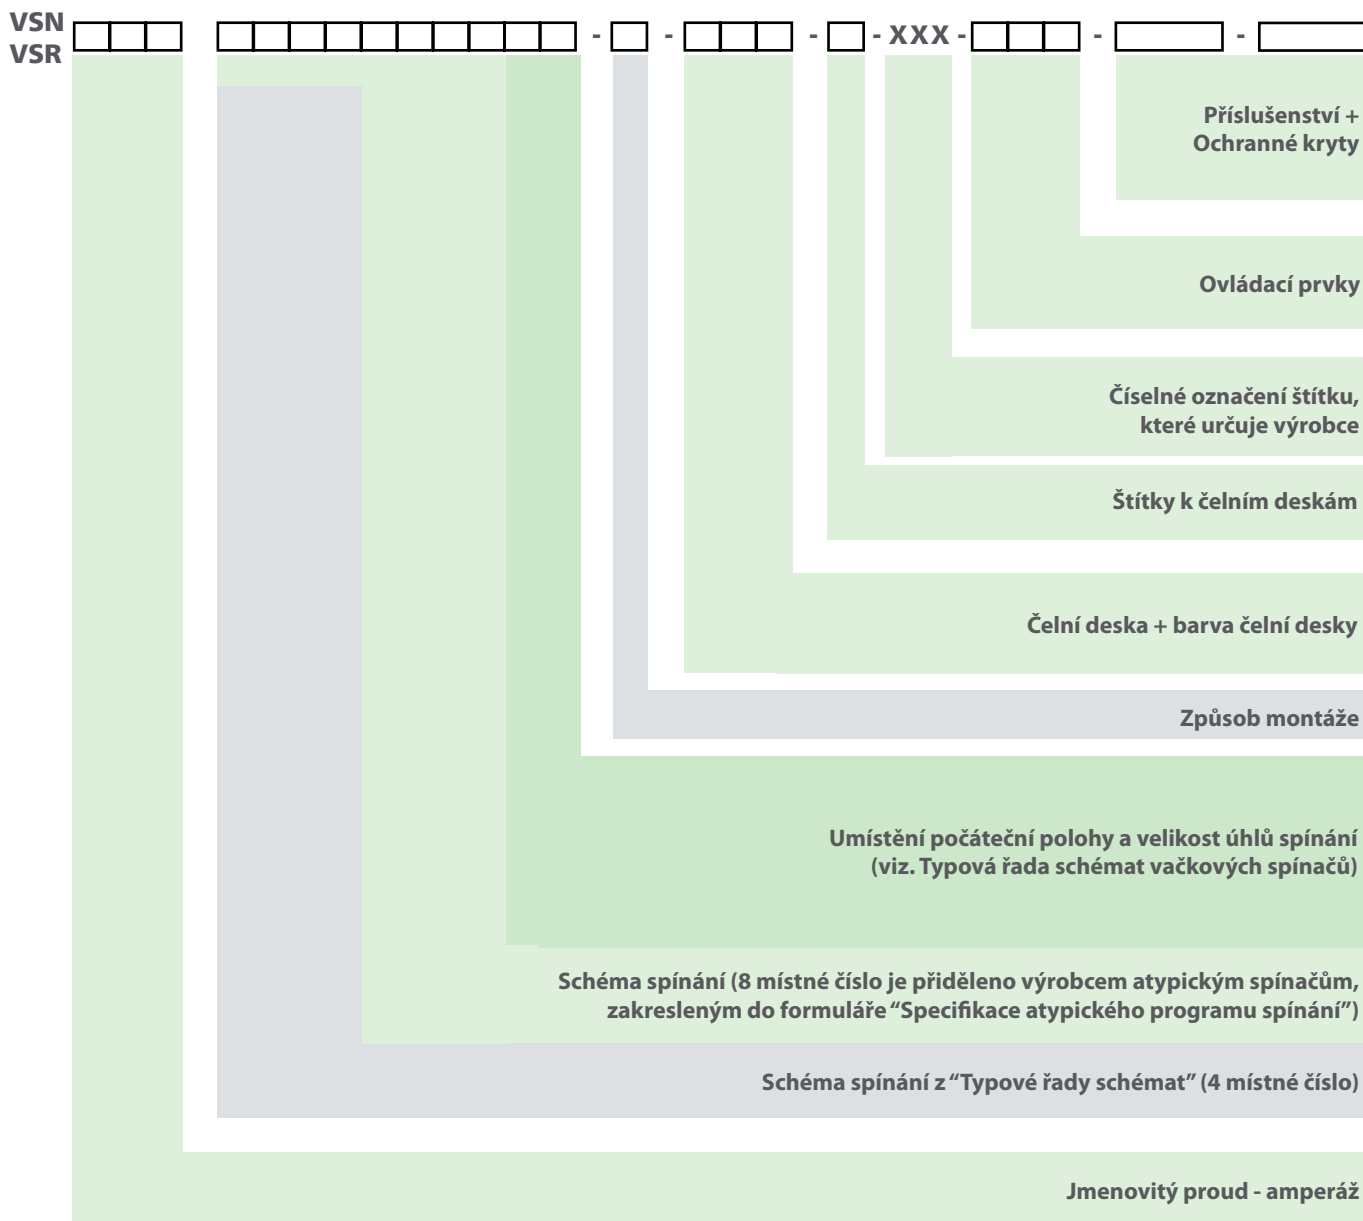 VSN
VSR
- - - - XXX - - -
Příslušenství +
Ochranné kryty
Ovládací prvky
Číselné označení štítku,
které určuje výrobce
Štítky k čelním deskám
Čelní deska + barva čelní desky
Způsob montáže
Umístění počáteční polohy a velikost úhlů spínání
(viz. Typová řada schémat vačkových spínačů)
Schéma spínání (8 místné číslo je přiděleno výrobcem atypickým spínačům,
zakresleným do formuláře “Specifikace atypického programu spínání”)
Schéma spínání z “Typové řady schémat” (4 místné číslo)
Jmenovitý proud - amperáž